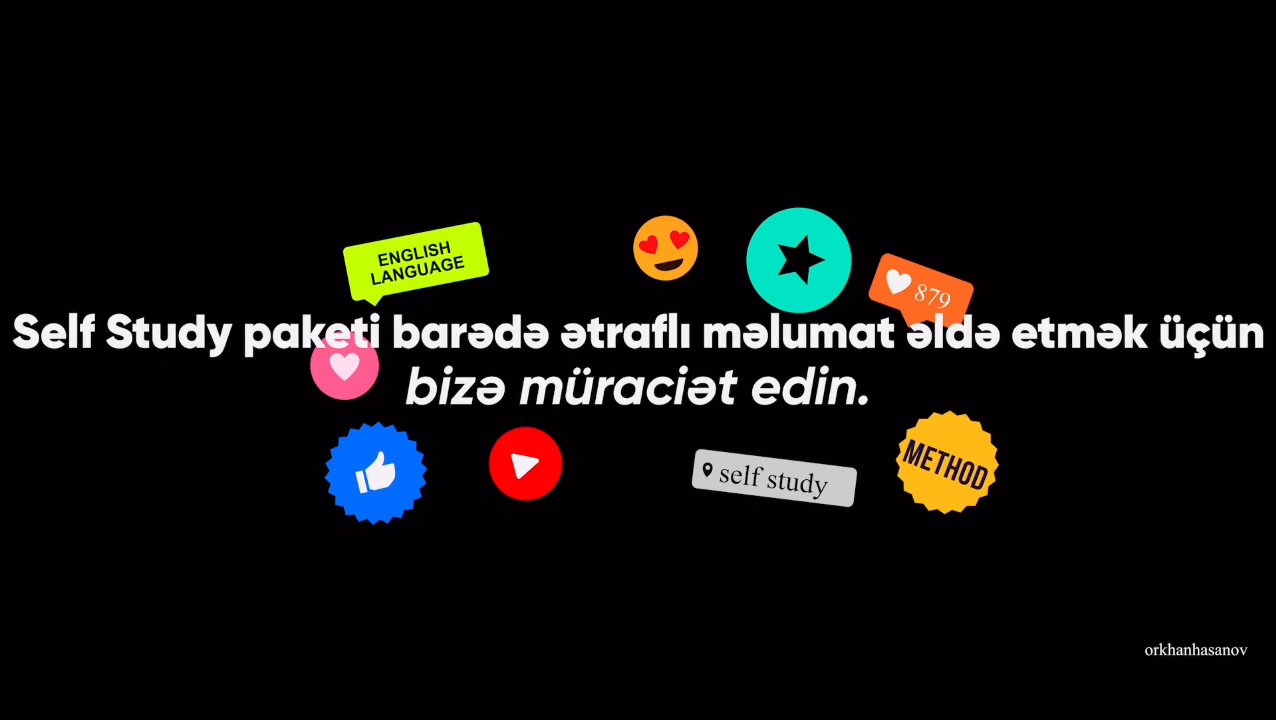 ENGLISH
LANGUAGE
879
Self Study paketi barədə ətraflı məlumat əldə etmək üçün
bizə müraciət edin.
self study
METHOD
orkhanhasanov